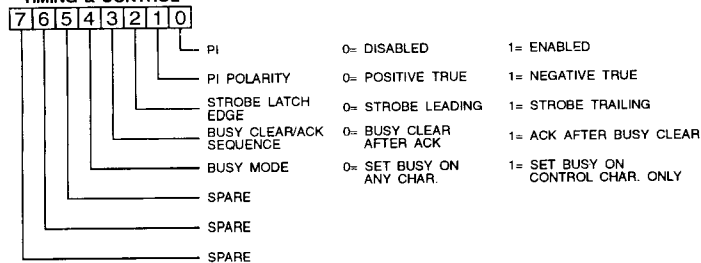 TIMING & CONTROL
7 6 5 4 3 2 1 0
PI 0= DISABLED 1= ENABLED
PI POLARITY 0= POSITIVE TRUE 1= NEGATIVE TRUE
STROBE LATCH
EDGE 0= STROBE LEADING 1= STROBE TRAILING
BUSY CLEAR/ACK
SEQUENCE 0= BUSY CLEAR
AFTER ACK 1= ACK AFTER BUSY CLEAR
BUSY MODE 0= SET BUSY ON
ANY CHAR. 1= SET BUSY ON
CONTROL CHAR. ONLY
SPARE
SPARE
SPARE